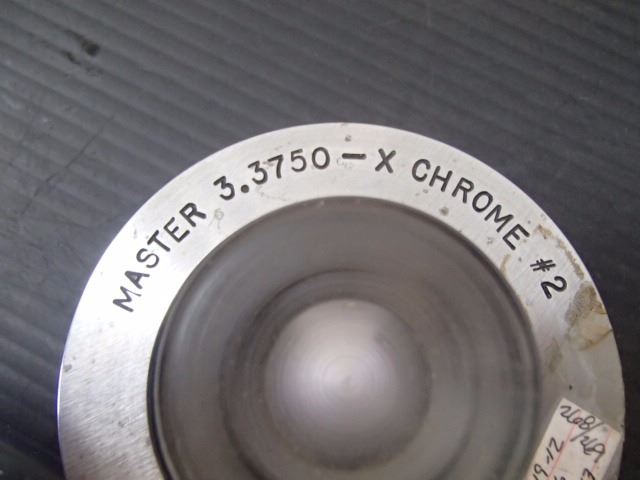 MASTER 3.3750 - X CHROME #2